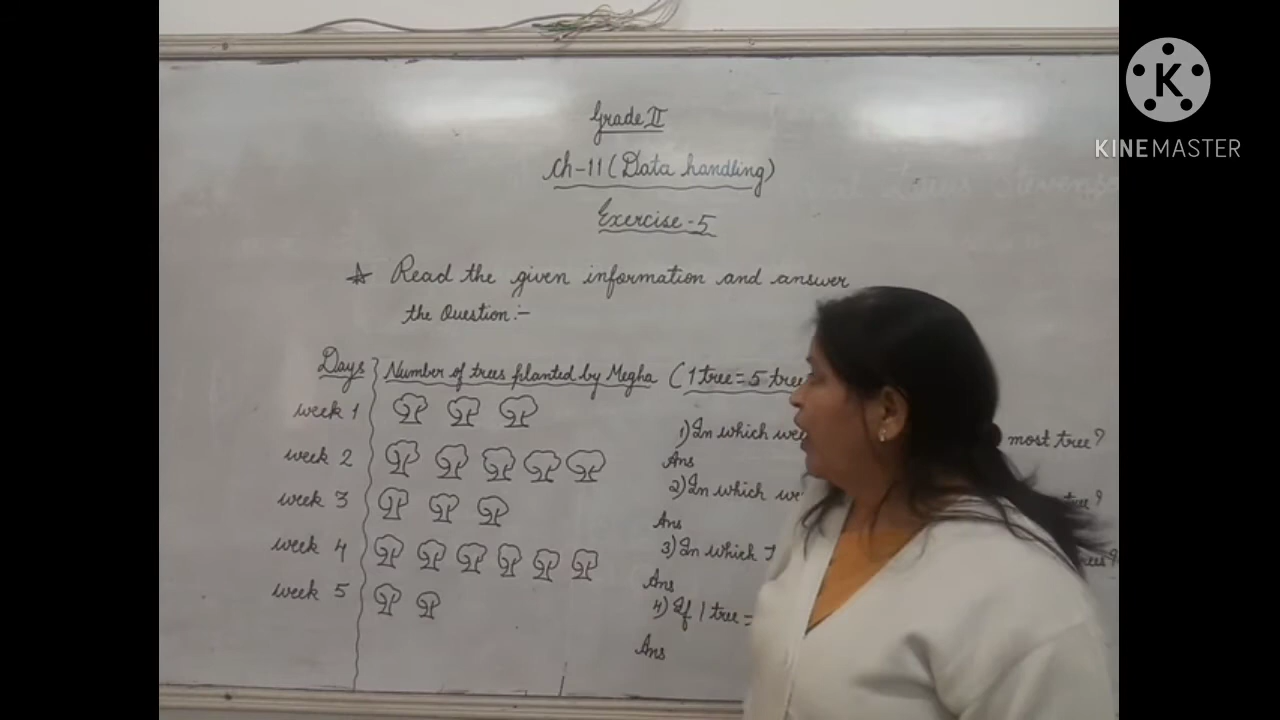 Grade II
Ch-11 (Data handling)
Exercise-5
Read the given information and answer
the Question:-
Days Number of trees planted by Megha (1 tree = 5 tree
week 1
week 2
week 3
week 4
week 5
1) In which most tree?
Ans
2) In which tree?
Ans
3) In which
Ans
4) If 1 tree =
Ans
K
KINEMASTER